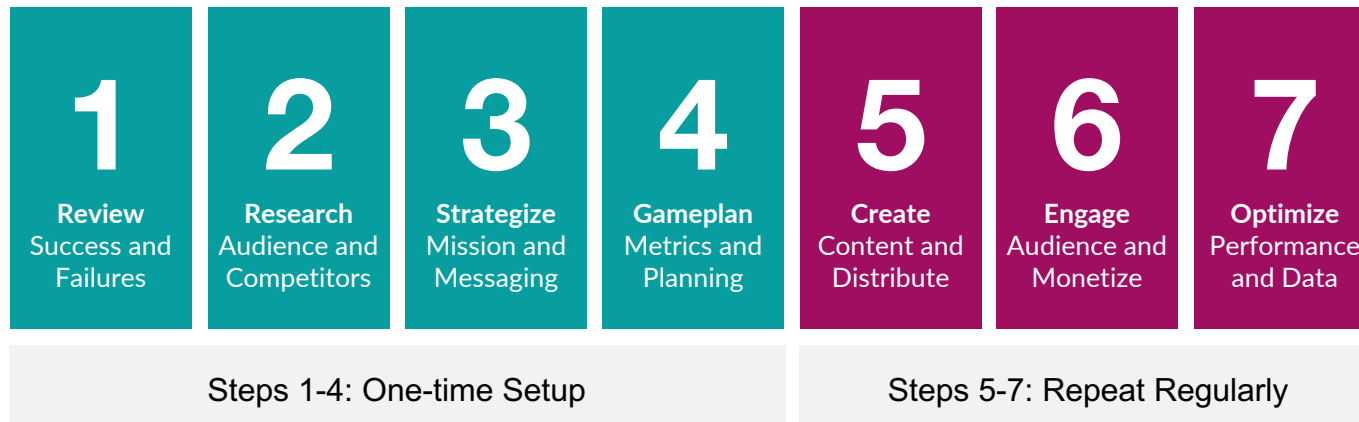 1
Review
Success and
Failures
2
Research
Audience and
Competitors
3
Strategize
Mission and
Messaging
4
Gameplan
Metrics and
Planning
5
Create
Content and
Distribute
6
Engage
Audience and
Monetize
7
Optimize
Performance
and Data
Steps 1-4: One-time Setup
Steps 5-7: Repeat Regularly